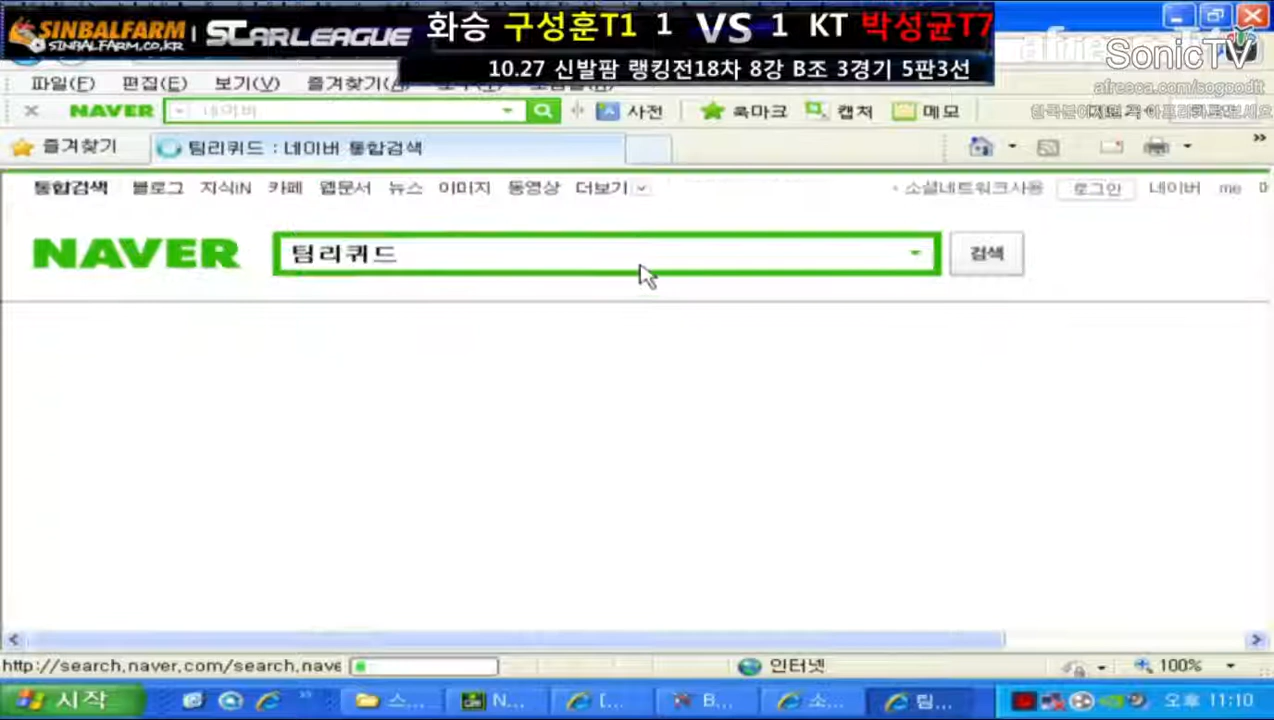 SINBALFARM
SINBALFARM.CO.KR
STARLEAGUE
화승 구성훈T1 1 VS 1 KT 박성균T7
10.27 신발팜 랭킹전18차 8강 B조 3경기 5판3선
SonicTV
afreeca.com/sogoodtt
파일(F) 편집(E) 보기(V) 즐겨찾기(A)
NAVER 네이버 사전 북마크 캡처 메모
즐겨찾기 팀리퀴드 : 네이버 통합검색
통합검색 블로그 지식iN 카페 웹문서 뉴스 이미지 동영상 더보기 소셜네트워크사용 로그인 네이버 me
NAVER 팀리퀴드 검색
http://search.naver.com/search.nave 인터넷 100%
시작 스... N... [... B... 소... 팀... 오후 11:10